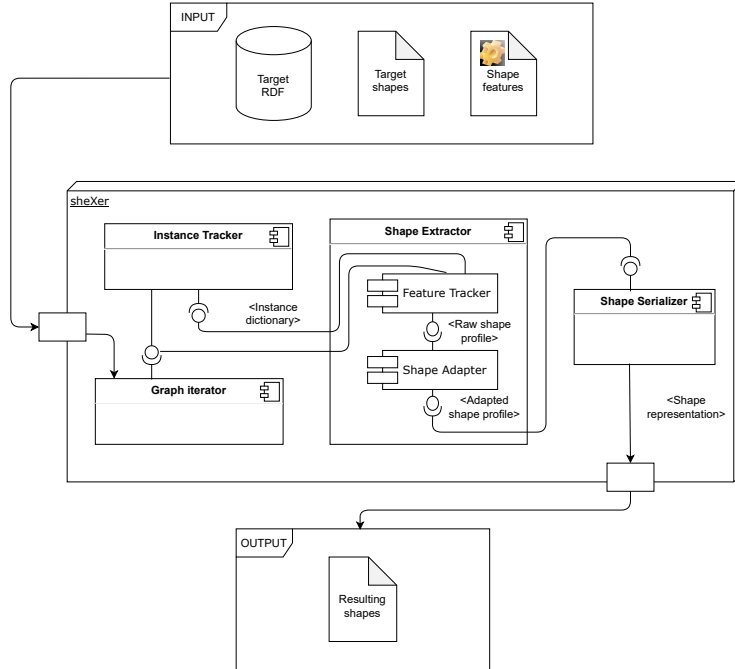 INPUT
Target
RDF
Target
shapes
Shape
features
sheXer
Instance Tracker
Shape Extractor
Feature Tracker
Shape Serializer
<Instance
dictionary>
<Raw shape
profile>
Shape Adapter
Graph iterator
<Adapted
shape profile>
<Shape
representation>
OUTPUT
Resulting
shapes